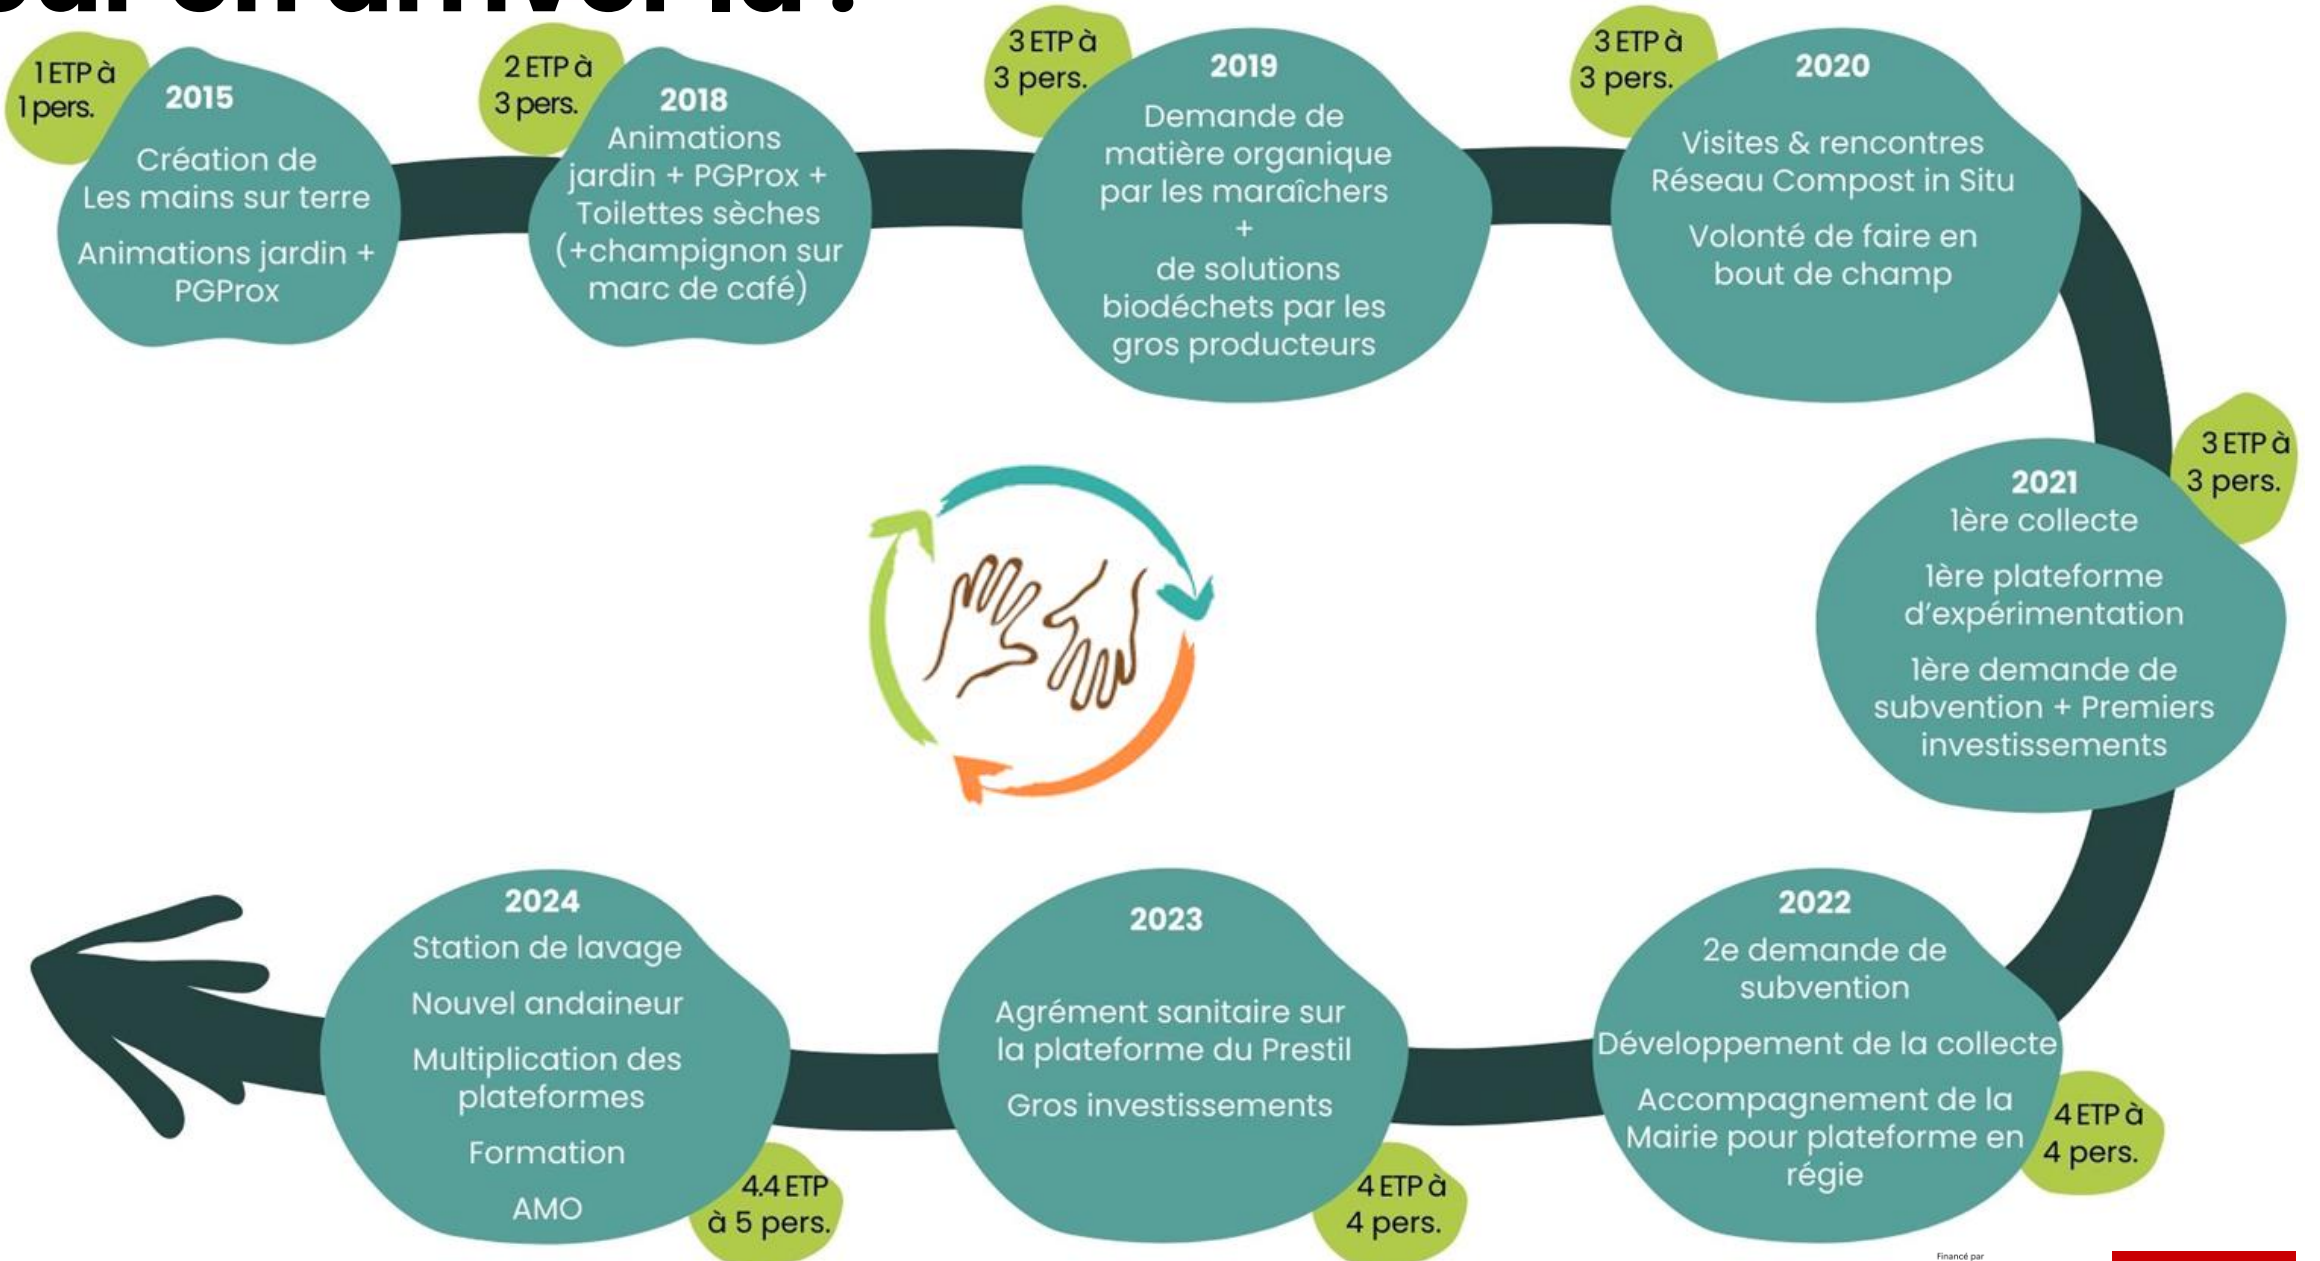 en arriver là ?
1 ETP à
1 pers.
2015
Création de
Les mains sur terre
Animations jardin +
PGProx
2 ETP à
3 pers.
2018
Animations
jardin + PGProx +
Toilettes sèches
(+champignon sur
marc de café)
3 ETP à
3 pers.
2019
Demande de
matière organique
par les maraîchers
+
de solutions
biodéchets par les
gros producteurs
3 ETP à
3 pers.
2020
Visites & rencontres
Réseau Compost in Situ
Volonté de faire en
bout de champ
3 ETP à
3 pers.
2021
1ère collecte
1ère plateforme
d'expérimentation
1ère demande de
subvention + Premiers
investissements
2022
2e demande de
subvention
Développement de la collecte
Accompagnement de la
Mairie pour plateforme en
régie
4 ETP à
4 pers.
2023
Agrément sanitaire sur
la plateforme du Prestil
Gros investissements
4 ETP à
4 pers.
2024
Station de lavage
Nouvel andaineur
Multiplication des
plateformes
Formation
AMO
4.4 ETP
à 5 pers.
Financé par